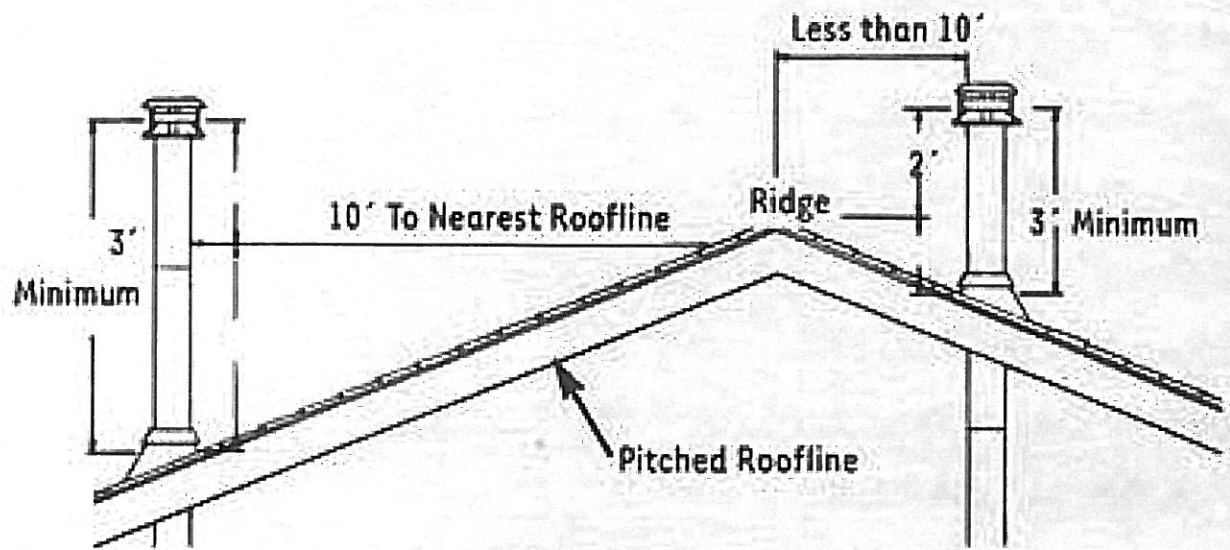 Less than 10´
2´
10´ To Nearest Roofline
Ridge
3´
Minimum
3´ Minimum
Pitched Roofline